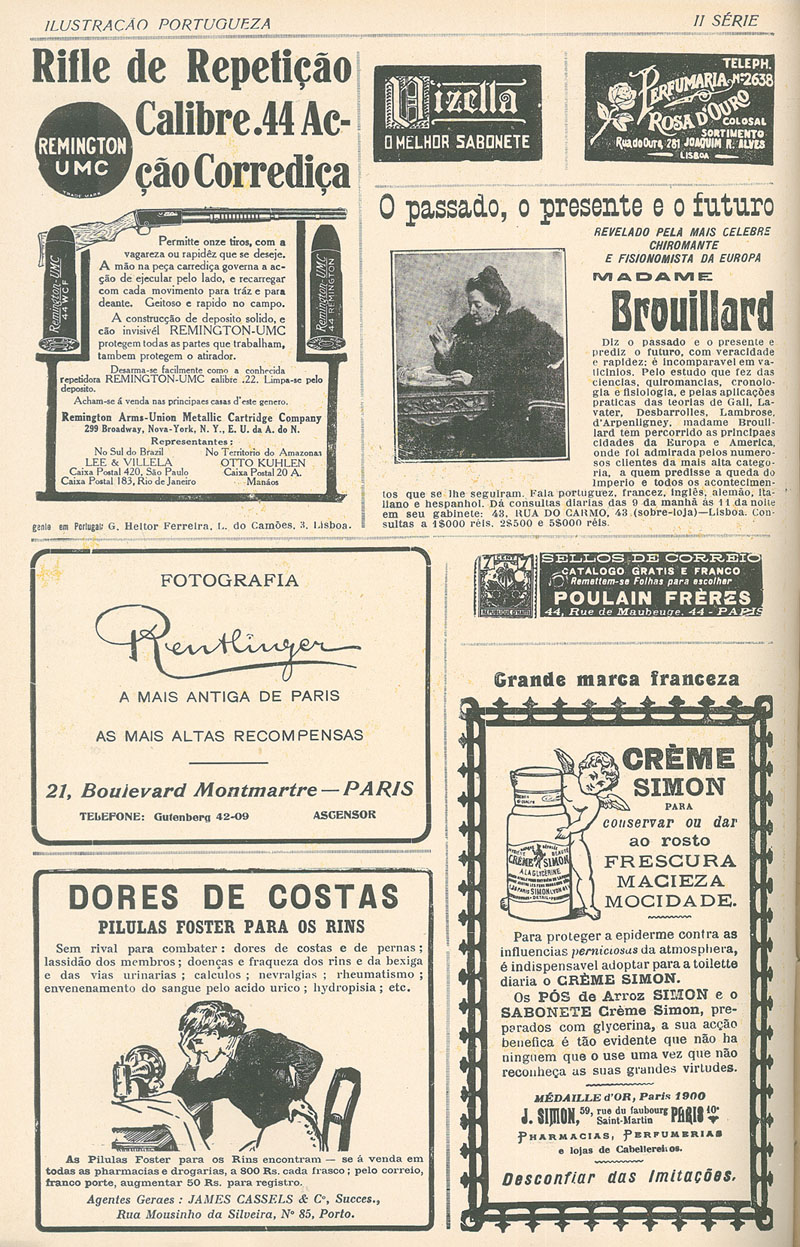 ILUSTRAÇÃO PORTUGUEZA
II SÉRIE
Rifle de Repetição
Calibre .44 Ac-
ção Corrediça
REMINGTON
UMC
TRADE MARK
Remington-UMC
44 WCF
Remington-UMC
44 REMINGTON
Permite onze tiros, com a
vagareza ou rapidêz que se deseje.
A mão na peça carrediça governa a ac-
ção de ejecular pelo lado, e recarregar
com cada movimento para tráz e para
deante. Geitoso e rapido no campo.
A construcção de deposito solido, e
cão invisivél REMINGTON-UMC
protegem todas as partes que trabalham,
tambem protegem o atirador.
Desarma-se facilmente como a conhecida
repetidora REMINGTON-UMC calibre .22. Limpa-se pelo
deposito.
Acham-se á venda nas principaes casas d'este genero.
Remington Arms-Union Metallic Cartridge Company
299 Broadway, Nova-York, N. Y., E. U. da A. do N.
Representantes:
No Sul do Brazil
LEE & VILLELA
Caixa Postal 420, São Paulo
Caixa Postal 183, Rio de Janeiro
No Territorio do Amazonas
OTTO KUHLEN
Caixa Postal 20 A.
Manáos
gente em Portugal: G. Heitor Ferreira, L. do Camões, 3, Lisboa.
Vizella
O MELHOR SABONETE
TELEPH.
Nº 2638
PERFUMARIA
ROSA D'OURO
COLOSAL
SORTIMENTO
Rua do Ouro, 281 JOAQUIM R. ALVES
LISBOA
O passado, o presente e o futuro
REVELADO PELA MAIS CELEBRE
CHIROMANTE
E FISIONOMISTA DA EUROPA
MADAME
Brouillard
Diz o passado e o presente e
prediz o futuro, com veracidade
e rapidez; é incomparavel em va-
ticinios. Pelo estudo que fez das
ciencias, quiromancias, cronolo-
gia e fisiologia, e pelas aplicações
praticas das teorias de Gall, La-
vater, Desbarrolles, Lambrose,
d'Arpenligney, madame Brouil-
lard tem percorrido as principaes
cidades da Europa e America,
onde foi admirada pelos numero-
sos clientes da mais alta catego-
ria, a quem predisse a queda do
Imperio e todos os acontecimen-
tos que se lhe seguiram. Fala portuguez, francez, inglês, alemão, ita-
liano e hespanhol. Dá consultas diarias das 9 da manhã ás 11 da noite
em seu gabinete: 43, RUA DO CARMO, 43 (sobre-loja)—Lisboa. Con-
sultas a 1$000 réis, 2$500 e 5$000 réis.
FOTOGRAFIA
Reutlinger
A MAIS ANTIGA DE PARIS
AS MAIS ALTAS RECOMPENSAS
21, Boulevard Montmartre—PARIS
TELEFONE: Gutenberg 42-09 ASCENSOR
SELLOS DE CORREIO
CATALOGO GRATIS E FRANCO
Remettem-se Folhas para escolher
POULAIN FRÈRES
44, Rue de Maubeuge, 44 - PARIS
Grande marca franceza
CRÈME
SIMON
PARA
conservar ou dar
ao rosto
FRESCURA
MACIEZA
MOCIDADE.
CRÈME SIMON
A LA GLYCÉRINE
Para proteger a epiderme contra as
influencias perniciosas da atmosphera,
é indispensavel adoptar para a toilette
diaria o CRÈME SIMON.
Os PÓS de Arroz SIMON e o
SABONETE Crème Simon, pre-
parados com glycerina, a sua acção
benefica é tão evidente que não ha
ninguem que o use uma vez que não
reconheça as suas grandes virtudes.
MÉDAILLE d'OR, Paris 1900
J. SIMON, 59, rue du faubourg Saint-Martin PARIS 10e
PHARMACIAS, PERFUMERIAS
e lojas de Cabellereiros.
Desconfiar das Imitações.
DORES DE COSTAS
PILULAS FOSTER PARA OS RINS
Sem rival para combater: dores de costas e de pernas;
lassidão dos membros; doenças e fraqueza dos rins e da bexiga
e das vias urinarias; calculos; nevralgias; rheumatismo;
envenenamento do sangue pelo acido urico; hydropisia; etc.
As Pilulas Foster para os Rins encontram—se á venda em
todas as pharmacias e drogarias, a 800 Rs. cada frasco; pelo correio,
franco porte, augmentar 50 Rs. para registro.
Agentes Geraes: JAMES CASSELS & Cº, Succes.,
Rua Mousinho da Silveira, Nº 85, Porto.